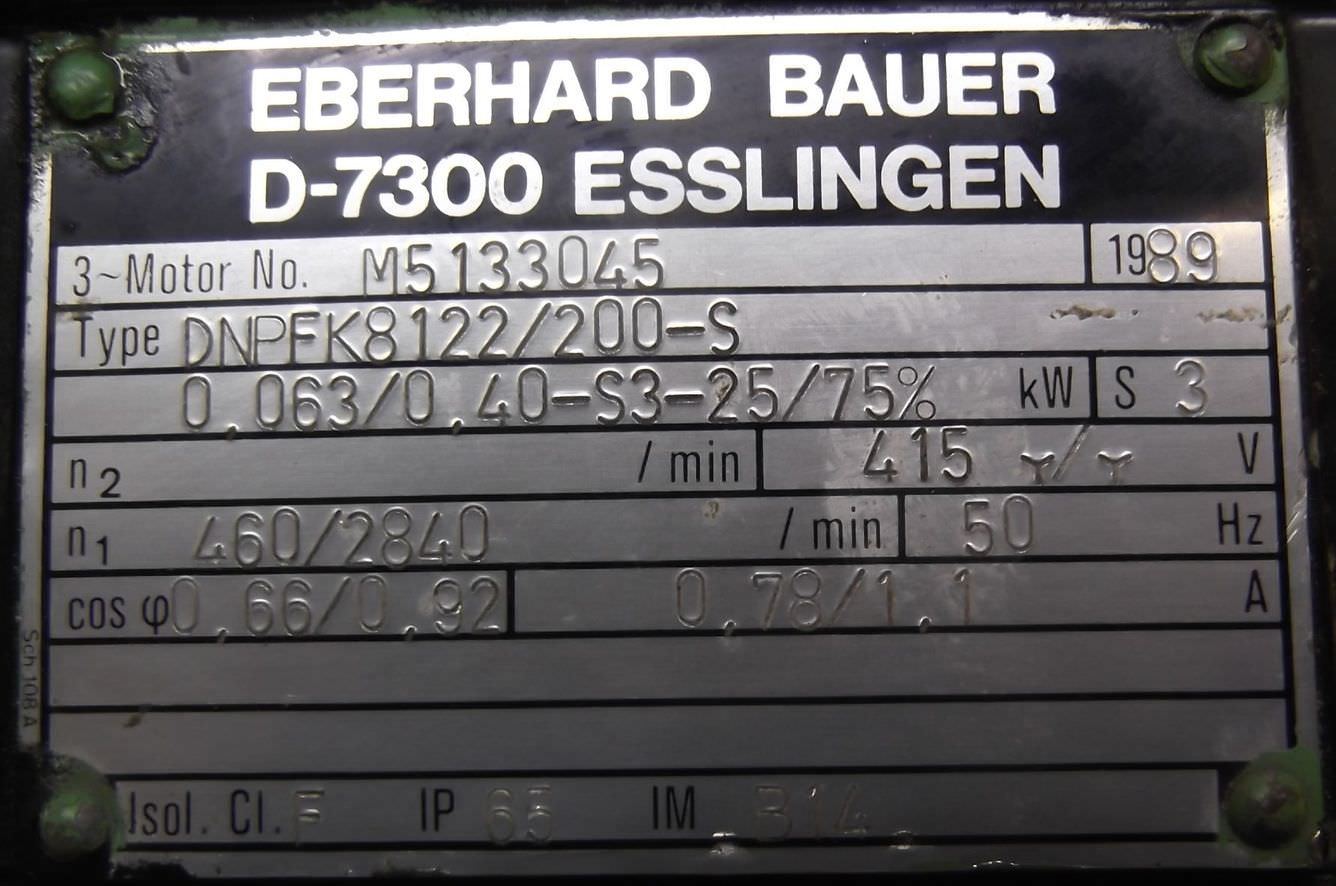 EBERHARD BAUER
D-7300 ESSLINGEN
3~Motor No. M5133045 1989
Type DNPFK8122/200-S
0.063/0.40-S3-25/75% kW S 3
n2 /min 415 Y/Y V
n1 460/2840 /min 50 Hz
cos φ 0.66/0.92 0.78/1.1 A
Isol. Cl. F IP 65 IM B14
Sch 108 A